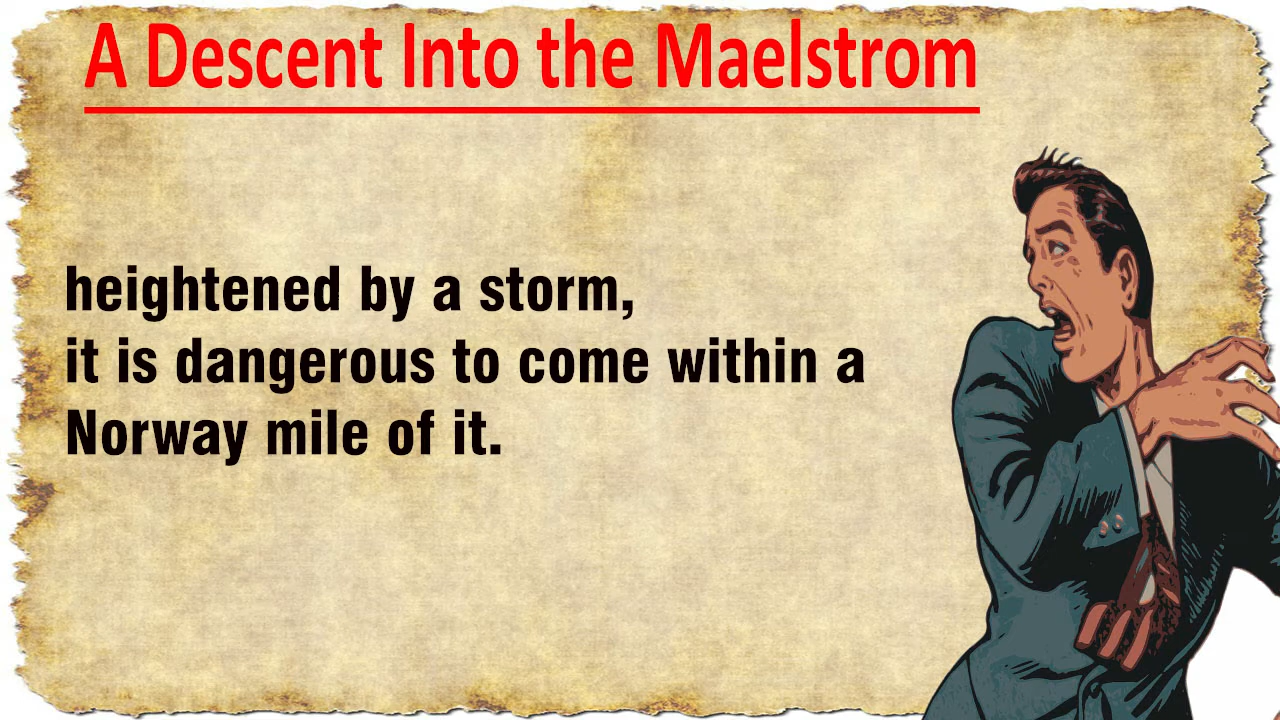 A Descent Into the Maelstrom
heightened by a storm,
it is dangerous to come within a
Norway mile of it.